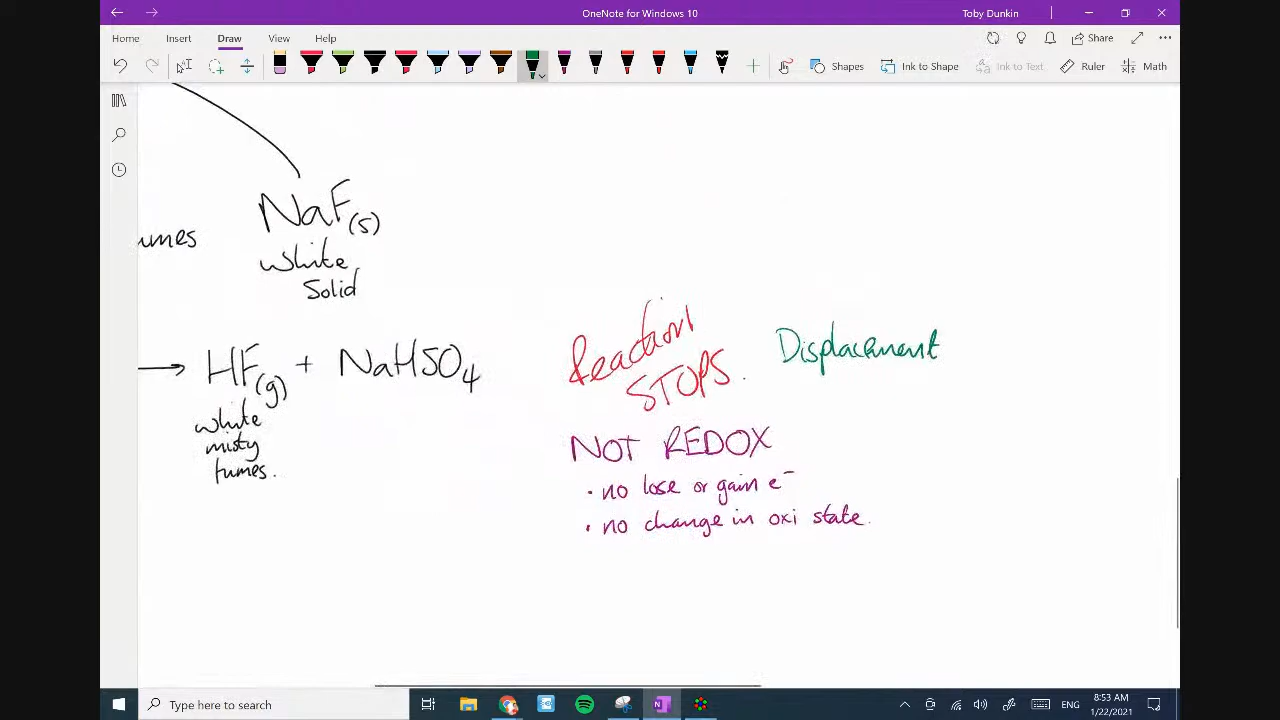 OneNote for Windows 10
Toby Dunkin
Home Insert Draw View Help
Share
Shapes
Ink to Shape
Ink to Text
Ruler
Math
NaF(s)
white
solid
umes
→ HF(g) + NaHSO4
white
misty
fumes.
Reaction
STOPS.
Displacement
NOT REDOX
• no lose or gain e⁻
• no change in oxi state.
Type here to search
ENG
8:53 AM
1/22/2021